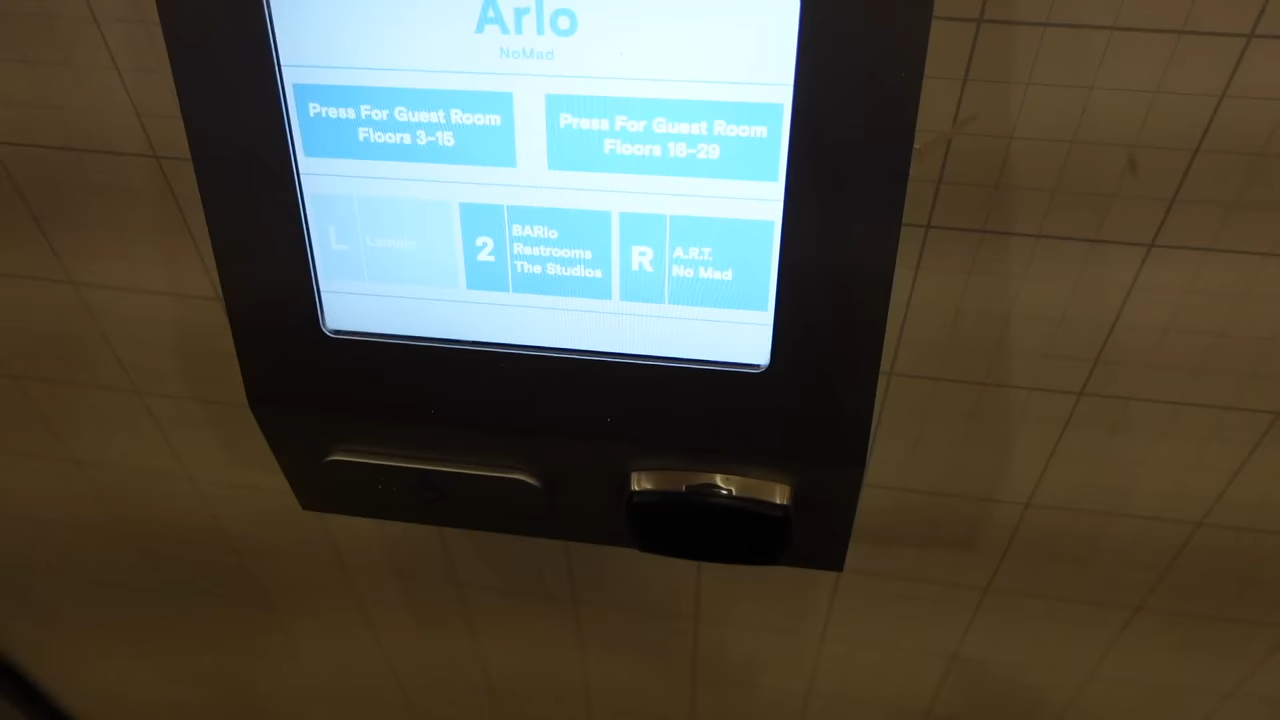 Arlo
NoMad
Press For Guest Room
Floors 3-15
Press For Guest Room
Floors 16-29
L
2
BARlo
Restrooms
The Studios
R
A.R.T.
No Mad